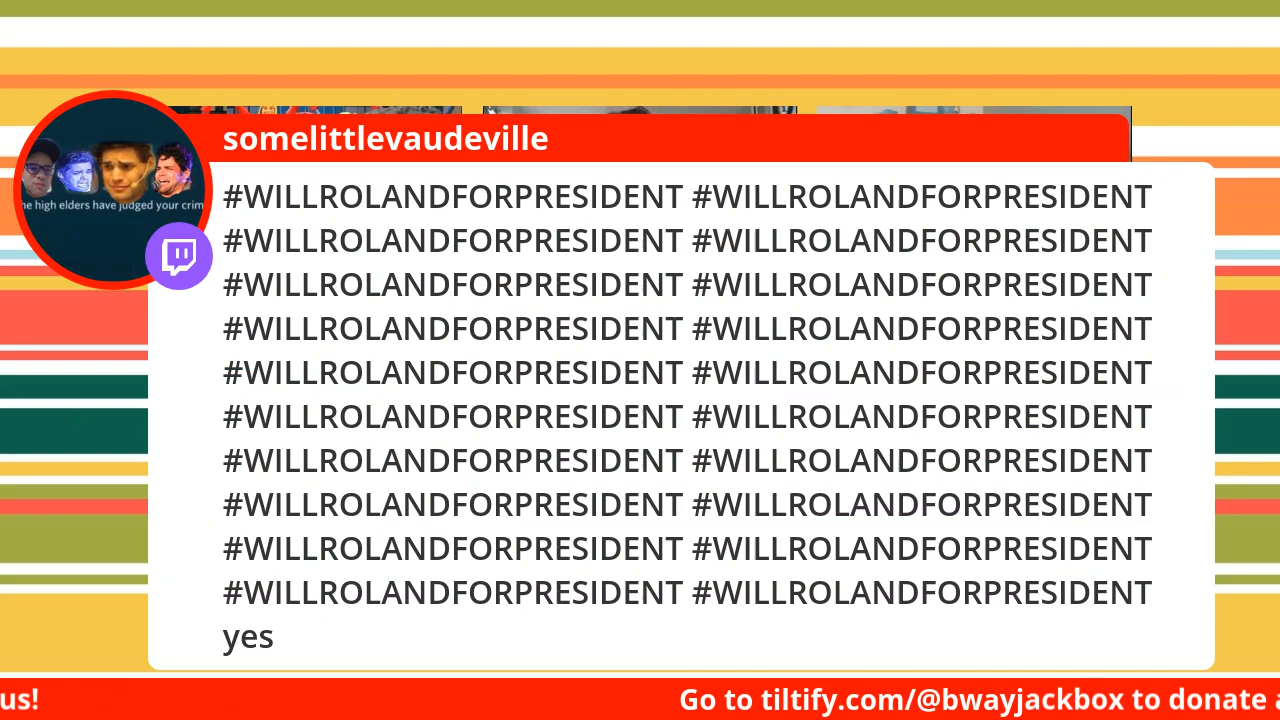 somelittlevaudeville
he high elders have judged your crim
#WILLROLANDFORPRESIDENT #WILLROLANDFORPRESIDENT
#WILLROLANDFORPRESIDENT #WILLROLANDFORPRESIDENT
#WILLROLANDFORPRESIDENT #WILLROLANDFORPRESIDENT
#WILLROLANDFORPRESIDENT #WILLROLANDFORPRESIDENT
#WILLROLANDFORPRESIDENT #WILLROLANDFORPRESIDENT
#WILLROLANDFORPRESIDENT #WILLROLANDFORPRESIDENT
#WILLROLANDFORPRESIDENT #WILLROLANDFORPRESIDENT
#WILLROLANDFORPRESIDENT #WILLROLANDFORPRESIDENT
#WILLROLANDFORPRESIDENT #WILLROLANDFORPRESIDENT
#WILLROLANDFORPRESIDENT #WILLROLANDFORPRESIDENT
yes
us! Go to tiltify.com/@bwayjackbox to donate a